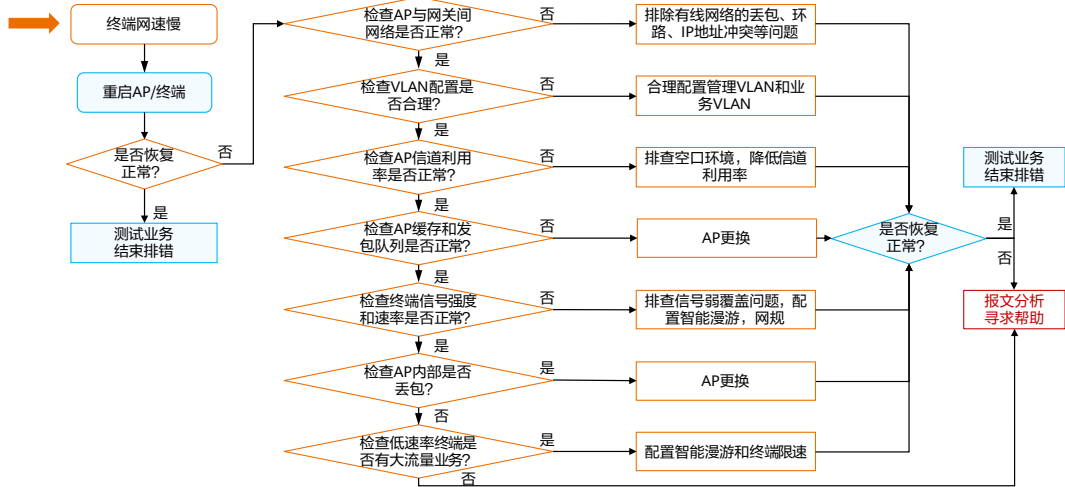 终端网速慢
重启AP/终端
是否恢复
正常?
否
是
测试业务
结束排错
检查AP与网关间
网络是否正常?
否
排除有线网络的丢包、环
路、IP地址冲突等问题
是
检查VLAN配置是
否合理?
否
合理配置管理VLAN和业
务VLAN
是
检查AP信道利用
率是否正常?
否
排查空口环境，降低信道
利用率
是
检查AP缓存和发
包队列是否正常?
否
AP更换
是
检查终端信号强度
和速率是否正常?
否
排查信号弱覆盖问题，配
置智能漫游，网规
是
检查AP内部是否
丢包?
是
AP更换
否
检查低速率终端是
否有大流量业务?
是
配置智能漫游和终端限速
否
是否恢复
正常?
是
测试业务
结束排错
否
报文分析
寻求帮助